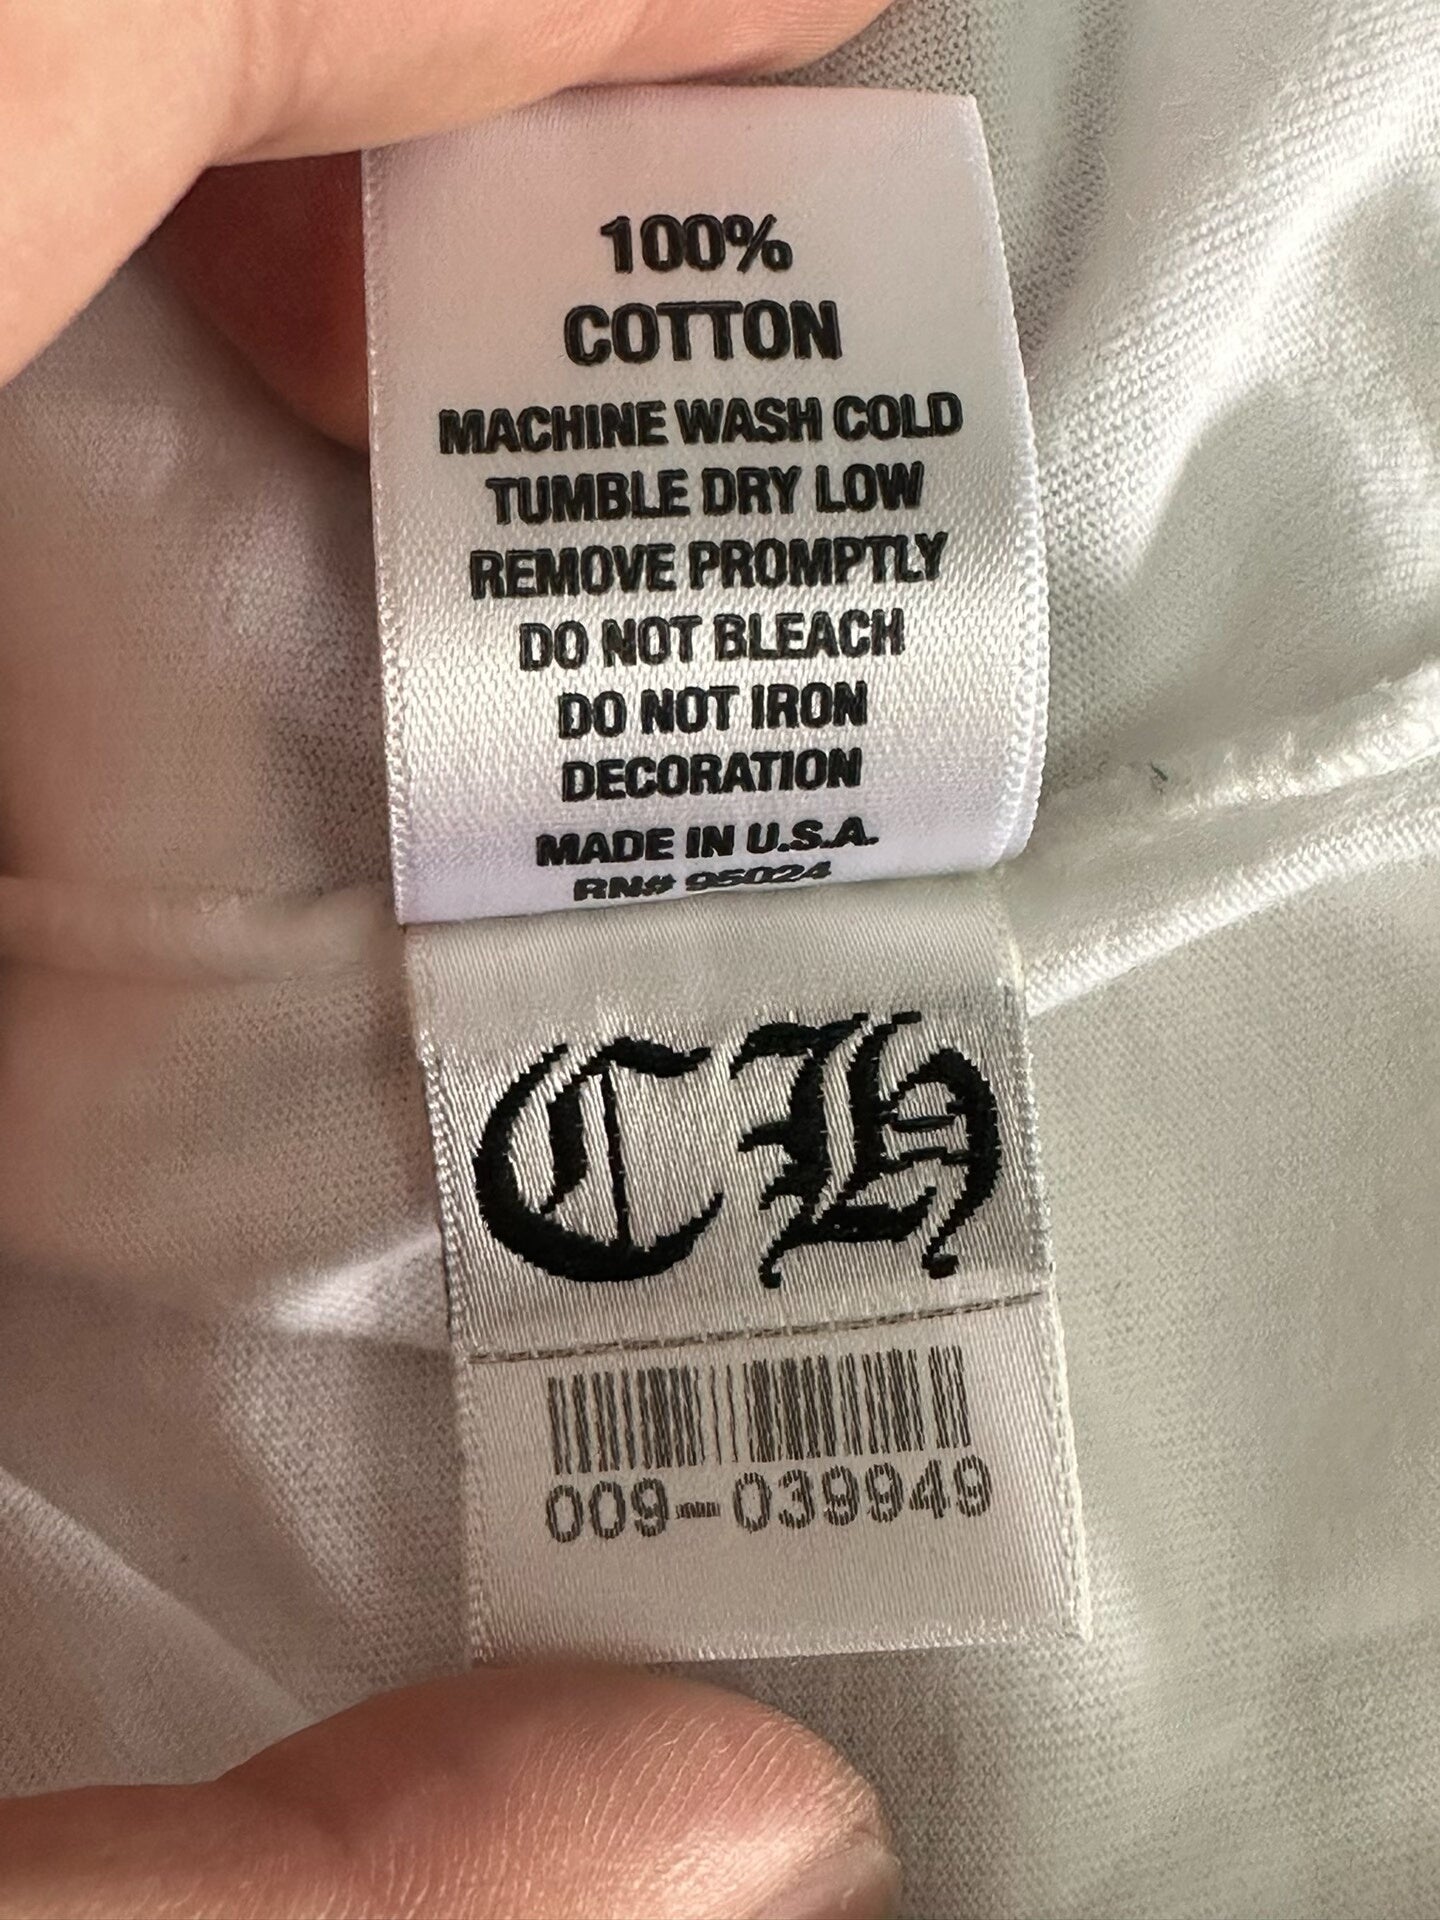 100%
COTTON
MACHINE WASH COLD
TUMBLE DRY LOW
REMOVE PROMPTLY
DO NOT BLEACH
DO NOT IRON
DECORATION
MADE IN U.S.A.
RN# 95024
CH
009-039949